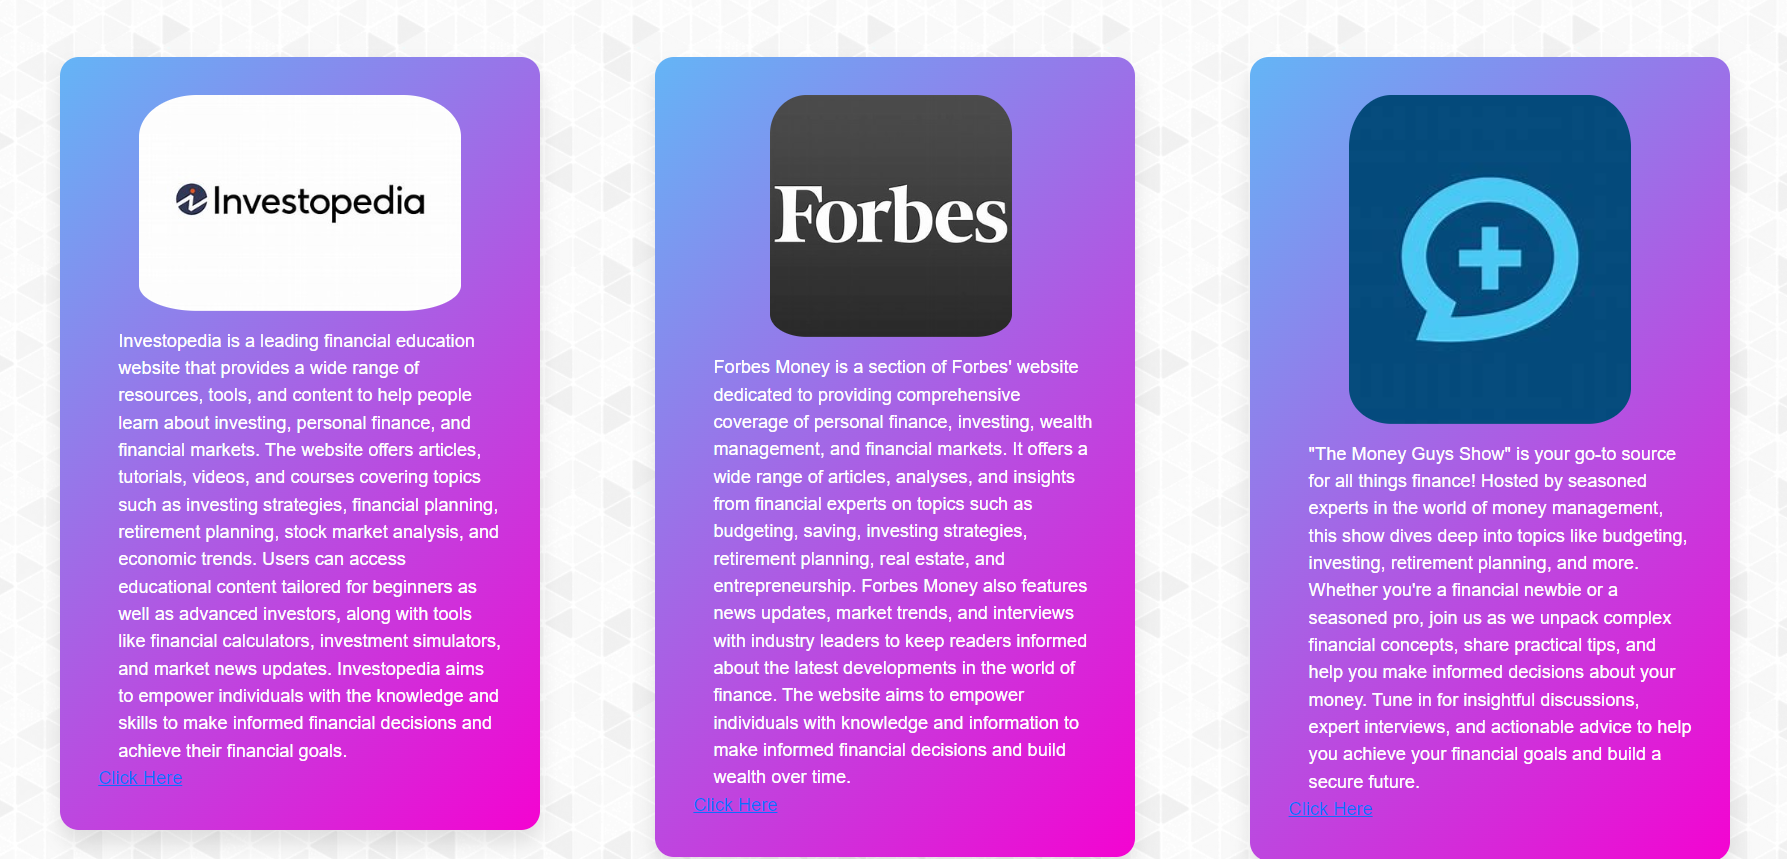 Investopedia
Investopedia is a leading financial education
website that provides a wide range of
resources, tools, and content to help people
learn about investing, personal finance, and
financial markets. The website offers articles,
tutorials, videos, and courses covering topics
such as investing strategies, financial planning,
retirement planning, stock market analysis, and
economic trends. Users can access
educational content tailored for beginners as
well as advanced investors, along with tools
like financial calculators, investment simulators,
and market news updates. Investopedia aims
to empower individuals with the knowledge and
skills to make informed financial decisions and
achieve their financial goals.
Click Here
Forbes
Forbes Money is a section of Forbes' website
dedicated to providing comprehensive
coverage of personal finance, investing, wealth
management, and financial markets. It offers a
wide range of articles, analyses, and insights
from financial experts on topics such as
budgeting, saving, investing strategies,
retirement planning, real estate, and
entrepreneurship. Forbes Money also features
news updates, market trends, and interviews
with industry leaders to keep readers informed
about the latest developments in the world of
finance. The website aims to empower
individuals with knowledge and information to
make informed financial decisions and build
wealth over time.
Click Here
"The Money Guys Show" is your go-to source
for all things finance! Hosted by seasoned
experts in the world of money management,
this show dives deep into topics like budgeting,
investing, retirement planning, and more.
Whether you're a financial newbie or a
seasoned pro, join us as we unpack complex
financial concepts, share practical tips, and
help you make informed decisions about your
money. Tune in for insightful discussions,
expert interviews, and actionable advice to help
you achieve your financial goals and build a
secure future.
Click Here